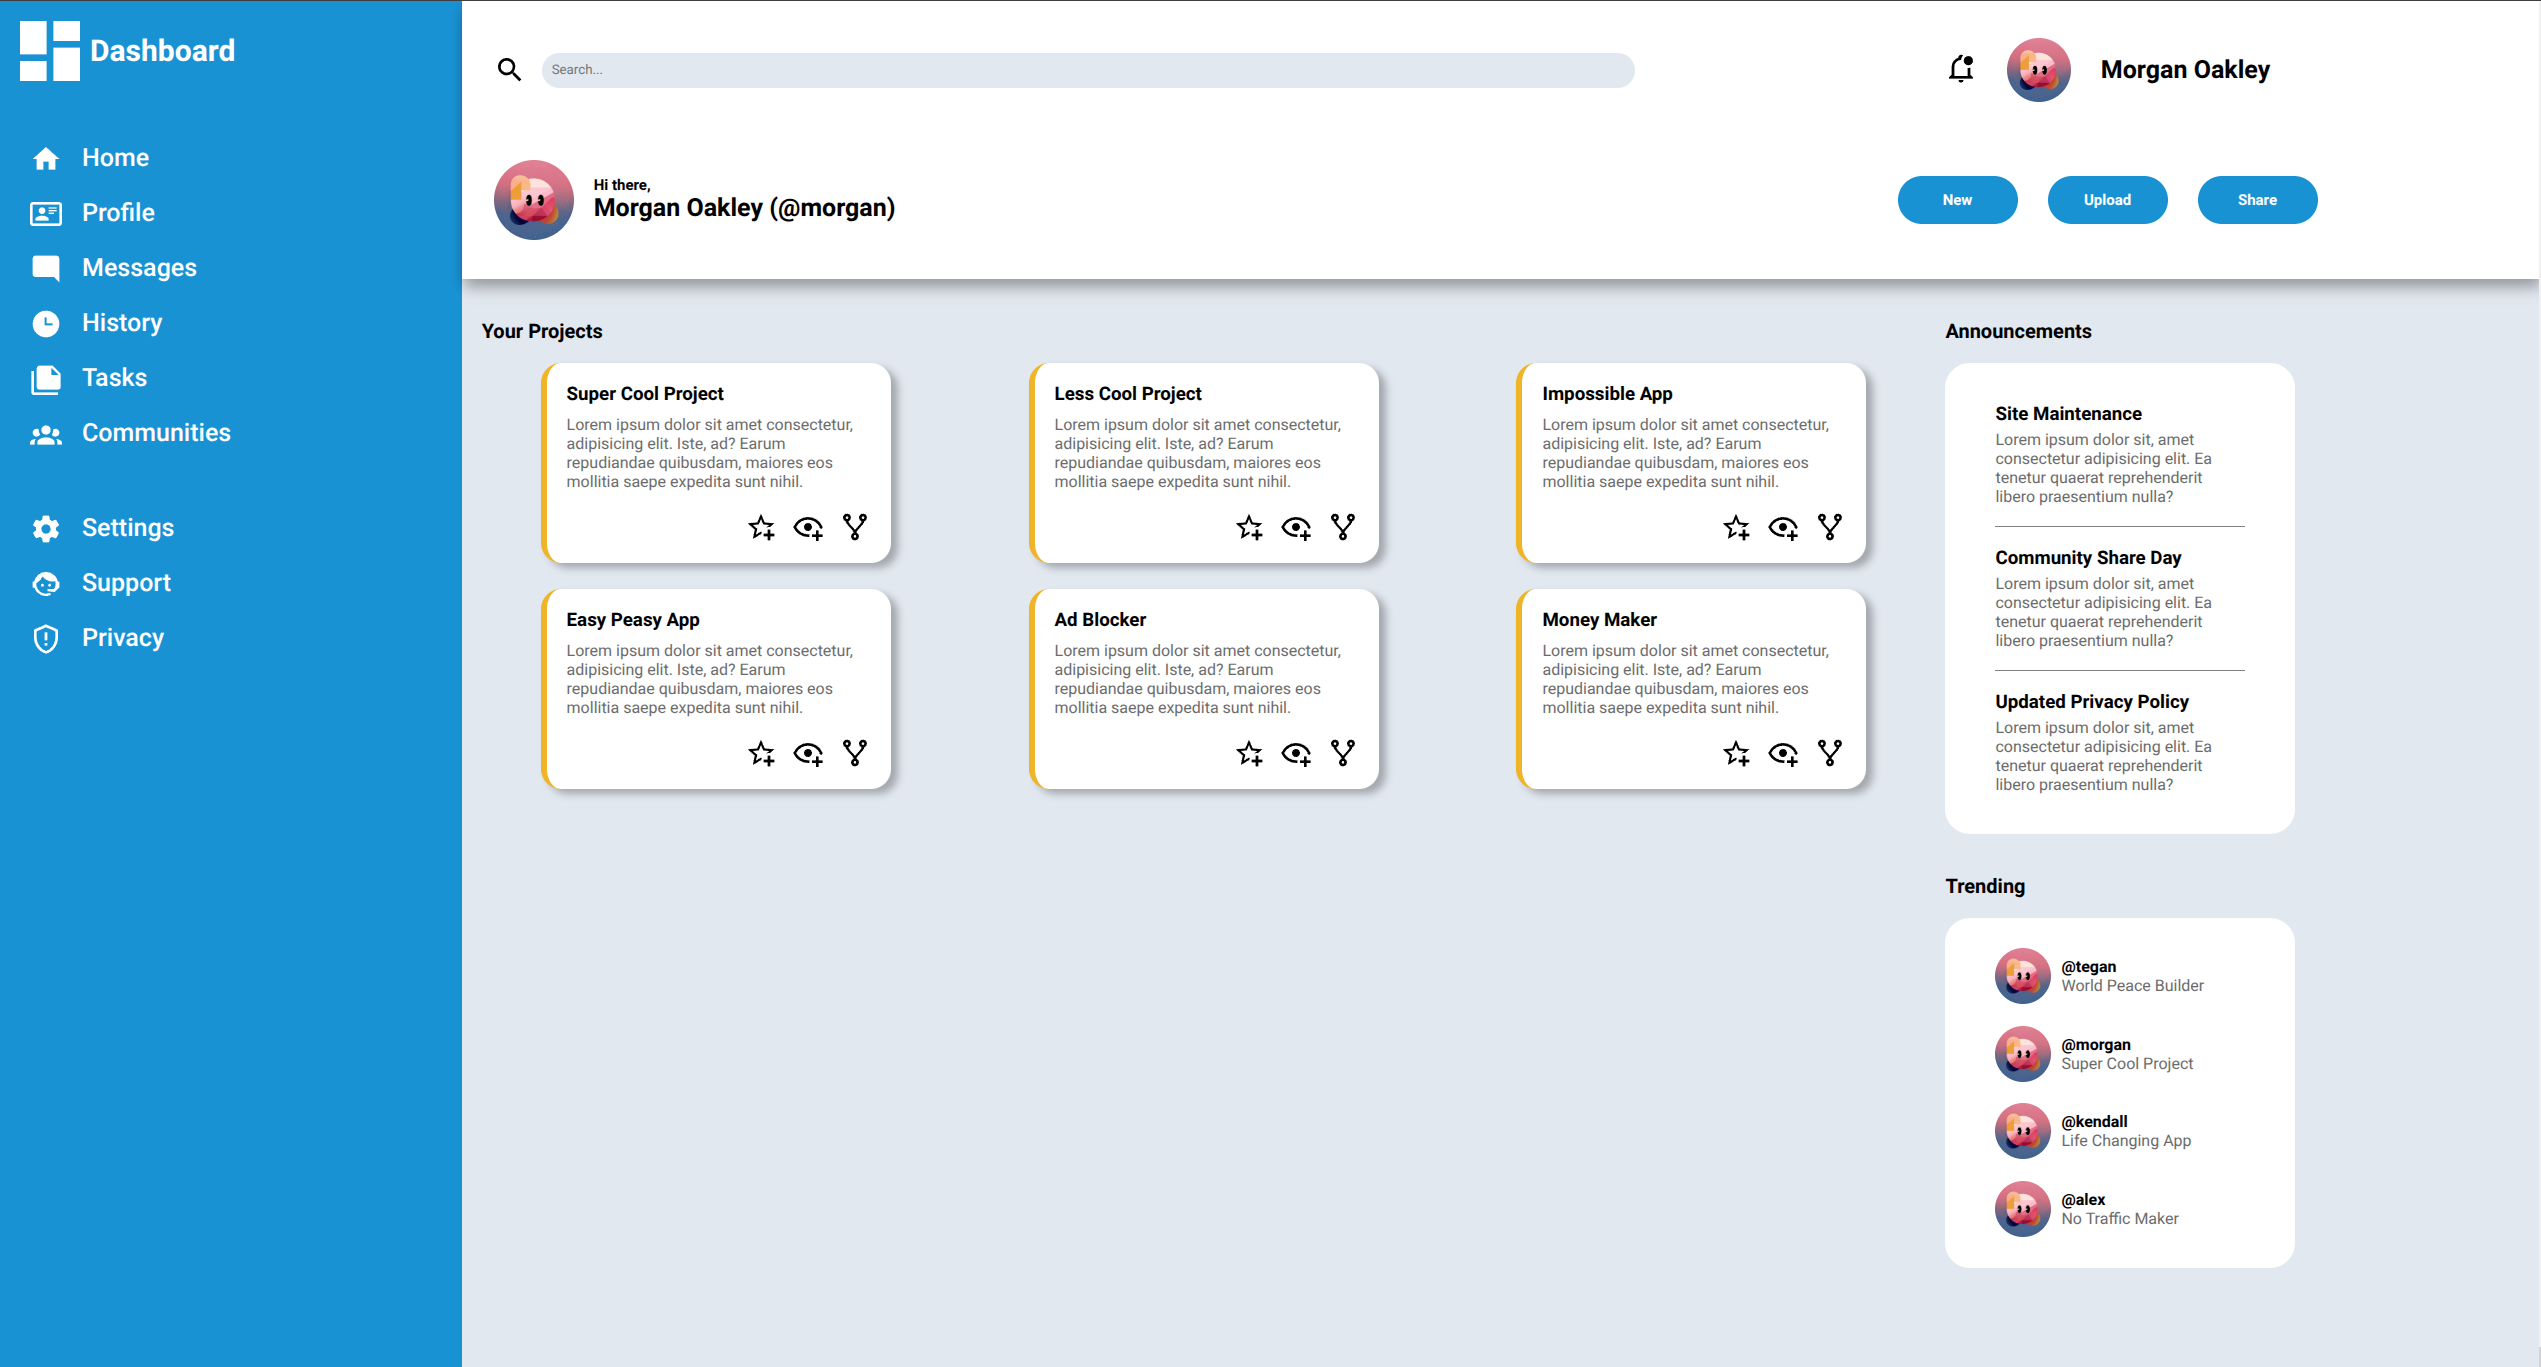 Dashboard
Home
Profile
Messages
History
Tasks
Communities
Settings
Support
Privacy
Search...
Morgan Oakley
Hi there,
Morgan Oakley (@morgan)
New
Upload
Share
Your Projects
Super Cool Project
Lorem ipsum dolor sit amet consectetur,
adipisicing elit. Iste, ad? Earum
repudiandae quibusdam, maiores eos
mollitia saepe expedita sunt nihil.
Less Cool Project
Lorem ipsum dolor sit amet consectetur,
adipisicing elit. Iste, ad? Earum
repudiandae quibusdam, maiores eos
mollitia saepe expedita sunt nihil.
Impossible App
Lorem ipsum dolor sit amet consectetur,
adipisicing elit. Iste, ad? Earum
repudiandae quibusdam, maiores eos
mollitia saepe expedita sunt nihil.
Easy Peasy App
Lorem ipsum dolor sit amet consectetur,
adipisicing elit. Iste, ad? Earum
repudiandae quibusdam, maiores eos
mollitia saepe expedita sunt nihil.
Ad Blocker
Lorem ipsum dolor sit amet consectetur,
adipisicing elit. Iste, ad? Earum
repudiandae quibusdam, maiores eos
mollitia saepe expedita sunt nihil.
Money Maker
Lorem ipsum dolor sit amet consectetur,
adipisicing elit. Iste, ad? Earum
repudiandae quibusdam, maiores eos
mollitia saepe expedita sunt nihil.
Announcements
Site Maintenance
Lorem ipsum dolor sit, amet
consectetur adipisicing elit. Ea
tenetur quaerat reprehenderit
libero praesentium nulla?
Community Share Day
Lorem ipsum dolor sit, amet
consectetur adipisicing elit. Ea
tenetur quaerat reprehenderit
libero praesentium nulla?
Updated Privacy Policy
Lorem ipsum dolor sit, amet
consectetur adipisicing elit. Ea
tenetur quaerat reprehenderit
libero praesentium nulla?
Trending
@tegan
World Peace Builder
@morgan
Super Cool Project
@kendall
Life Changing App
@alex
No Traffic Maker